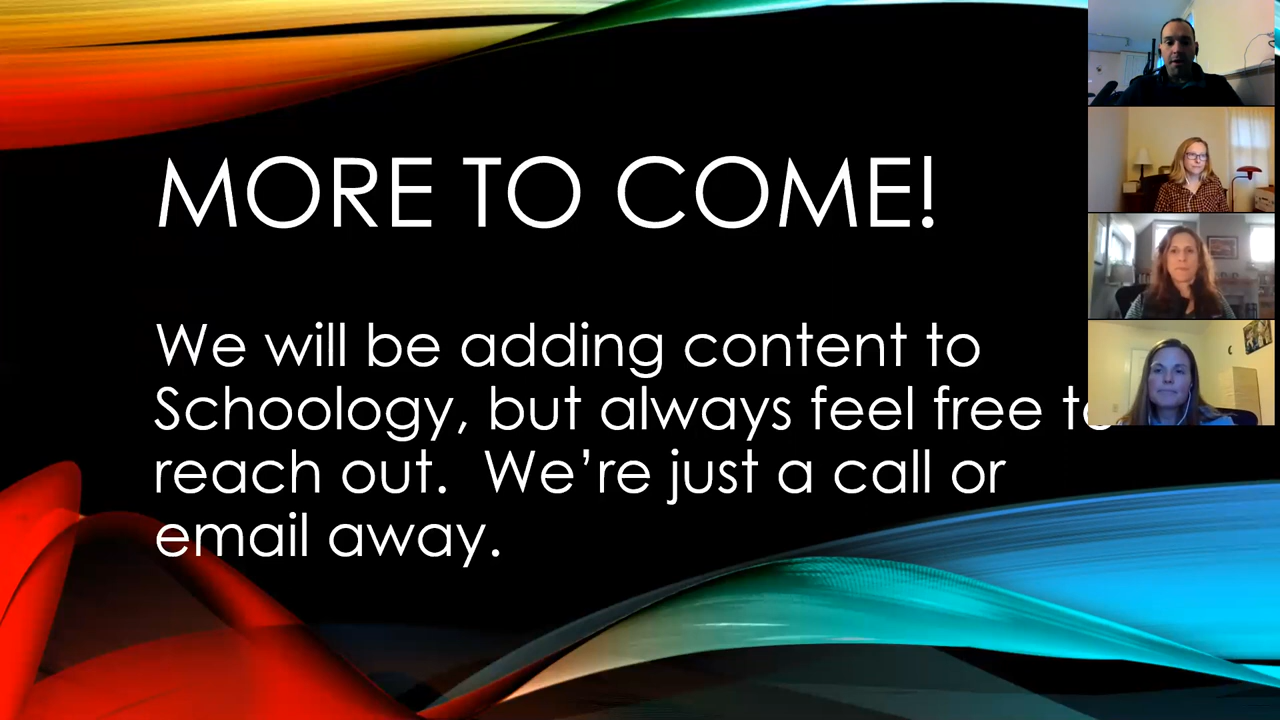 MORE TO COME!
We will be adding content to
Schoology, but always feel free to
reach out.  We’re just a call or
email away.